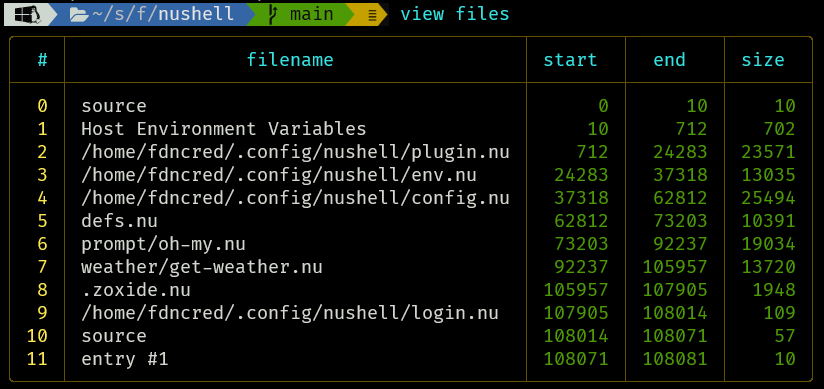 ~/s/f/nushell main ≣ view files
# filename start end size
0 source 0 10 10
1 Host Environment Variables 10 712 702
2 /home/fdncred/.config/nushell/plugin.nu 712 24283 23571
3 /home/fdncred/.config/nushell/env.nu 24283 37318 13035
4 /home/fdncred/.config/nushell/config.nu 37318 62812 25494
5 defs.nu 62812 73203 10391
6 prompt/oh-my.nu 73203 92237 19034
7 weather/get-weather.nu 92237 105957 13720
8 .zoxide.nu 105957 107905 1948
9 /home/fdncred/.config/nushell/login.nu 107905 108014 109
10 source 108014 108071 57
11 entry #1 108071 108081 10